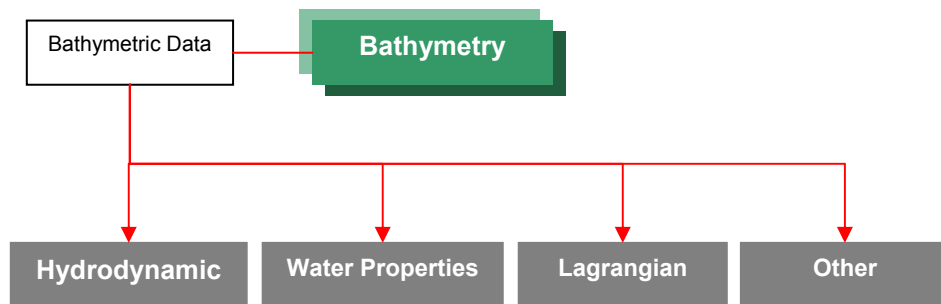 Bathymetric Data
Bathymetry
Hydrodynamic
Water Properties
Lagrangian
Other